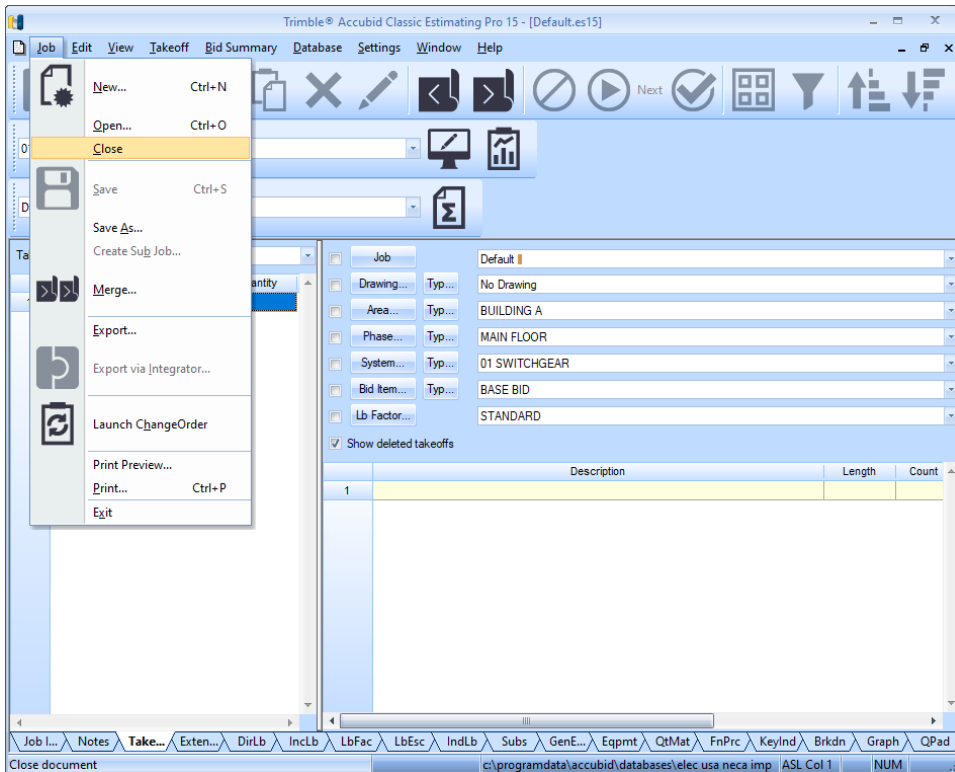 Trimble® Accubid Classic Estimating Pro 15 - [Default.es15]
Job Edit View Takeoff Bid Summary Database Settings Window Help
New... Ctrl+N
Next
Open... Ctrl+O
Close
Save Ctrl+S
Save As...
Create Sub Job...
Merge...
Export...
Export via Integrator...
Launch ChangeOrder
Print Preview...
Print... Ctrl+P
Exit
Job Default
Drawing... Typ... No Drawing
Area... Typ... BUILDING A
Phase... Typ... MAIN FLOOR
System... Typ... 01 SWITCHGEAR
Bid Item... Typ... BASE BID
Lb Factor... STANDARD
Show deleted takeoffs
Description Length Count
1
Job I... Notes Take... Exten... DirLb IncLb LbFac LbEsc IndLb Subs GenE... Eqpmt QtMat FnPrc KeyInd Brkdn Graph QPad
Close document c:\programdata\accubid\databases\elec usa neca imp ASL Col 1 NUM